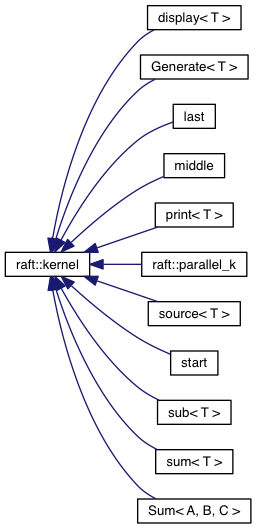 display< T >
Generate< T >
last
middle
print< T >
raft::kernel
raft::parallel_k
source< T >
start
sub< T >
sum< T >
Sum< A, B, C >